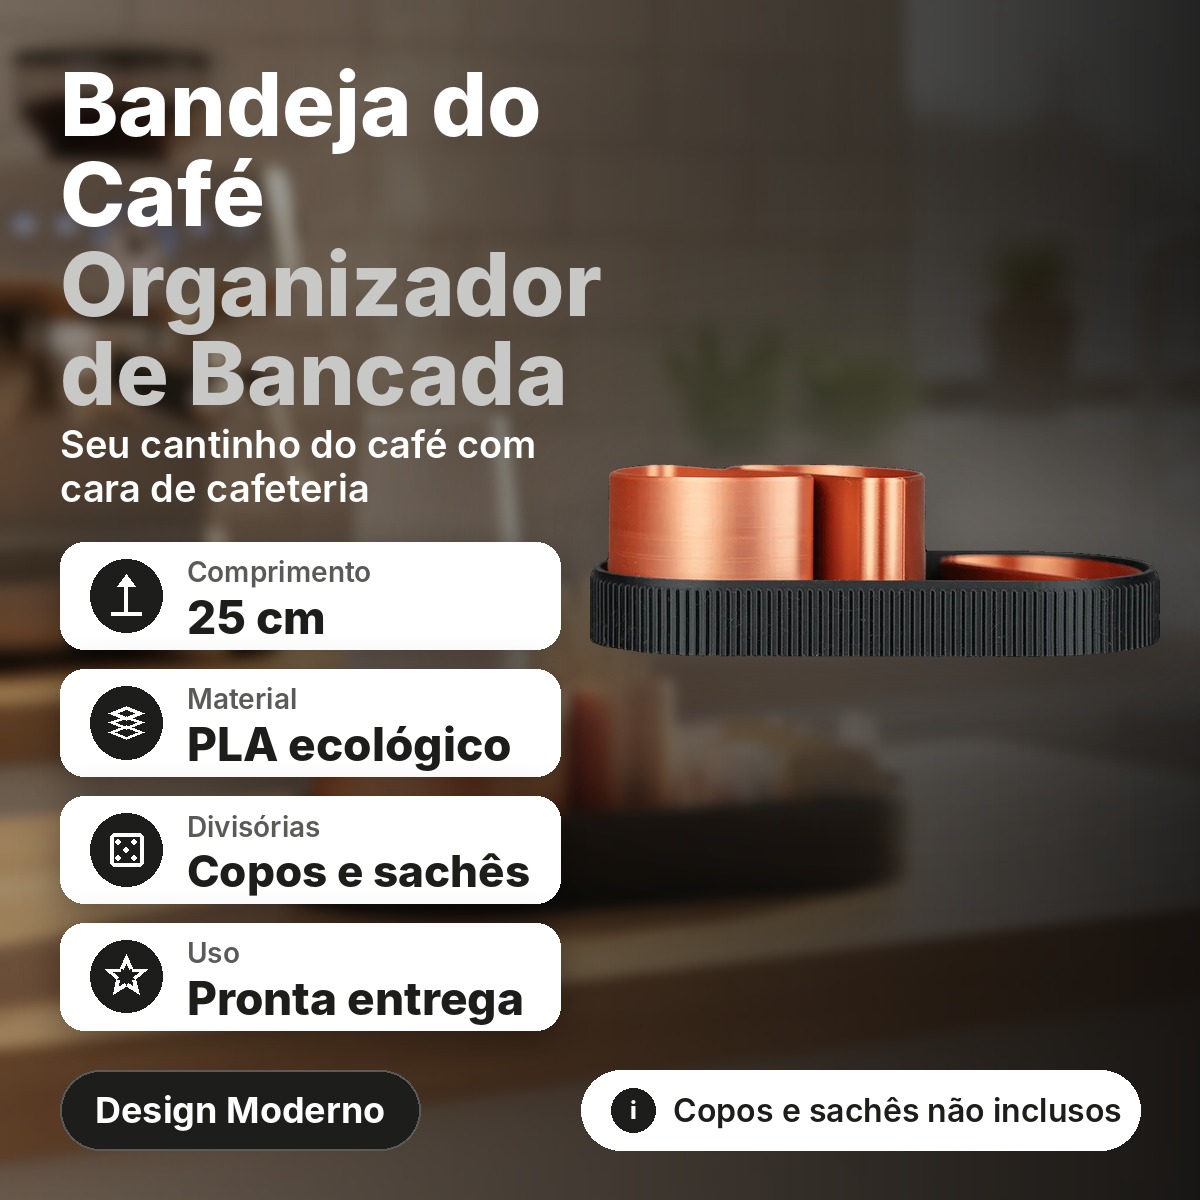 Bandeja do
Café
Organizador
de Bancada
Seu cantinho do café com
cara de cafeteria
Comprimento
25 cm
Material
PLA ecológico
Divisórias
Copos e sachês
Uso
Pronta entrega
Design Moderno
i Copos e sachês não inclusos